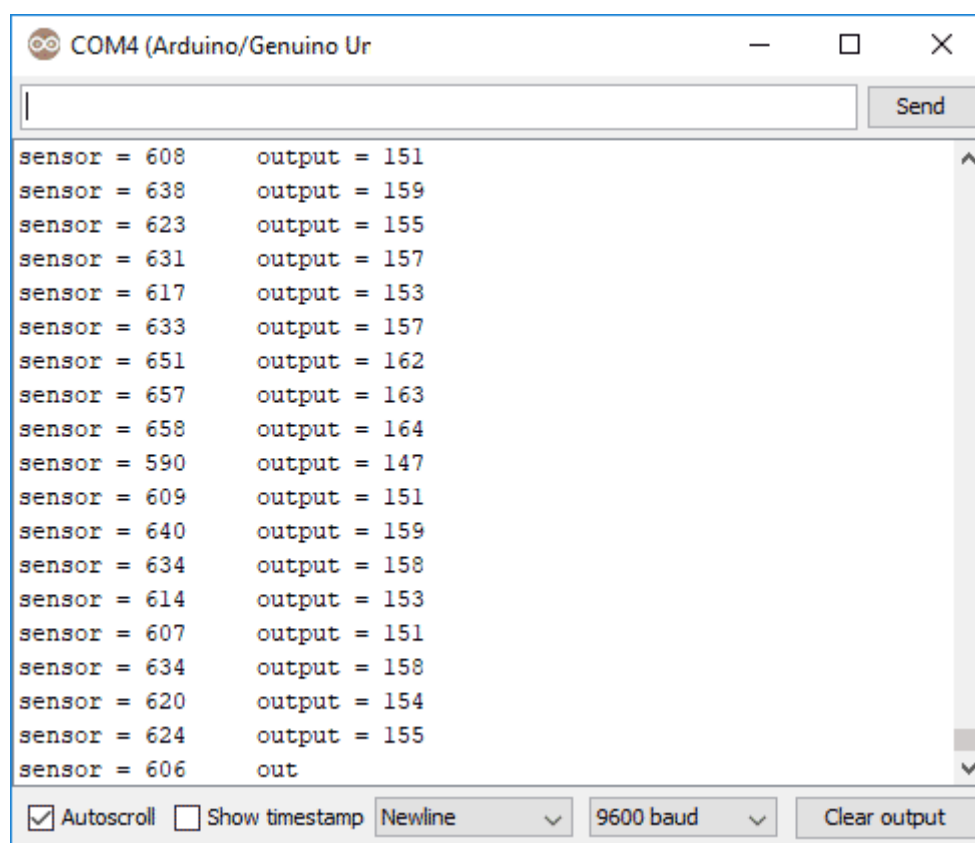 COM4 (Arduino/Genuino Ur
Send
sensor = 608 output = 151
sensor = 638 output = 159
sensor = 623 output = 155
sensor = 631 output = 157
sensor = 617 output = 153
sensor = 633 output = 157
sensor = 651 output = 162
sensor = 657 output = 163
sensor = 658 output = 164
sensor = 590 output = 147
sensor = 609 output = 151
sensor = 640 output = 159
sensor = 634 output = 158
sensor = 614 output = 153
sensor = 607 output = 151
sensor = 634 output = 158
sensor = 620 output = 154
sensor = 624 output = 155
sensor = 606 out
Autoscroll Show timestamp Newline 9600 baud Clear output